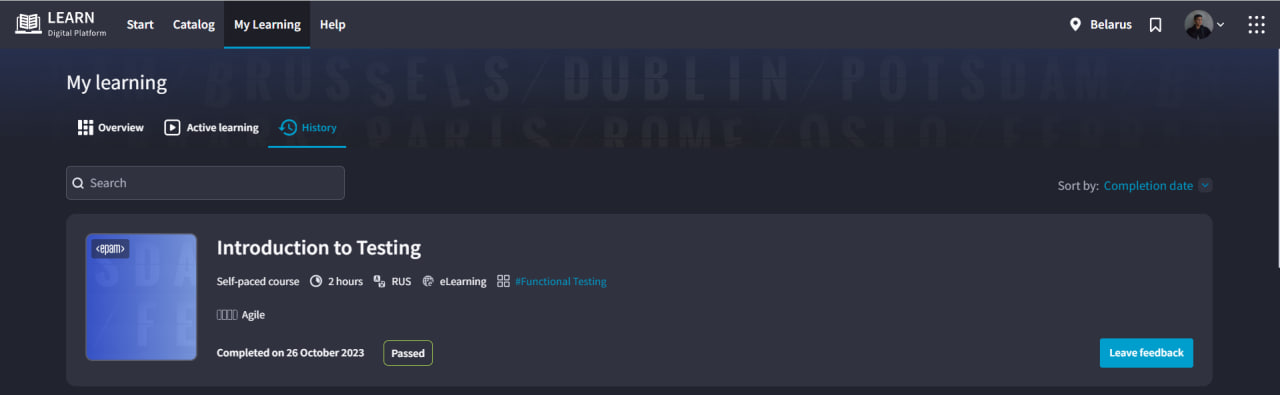 LEARN
Digital Platform
Start Catalog My Learning Help
Belarus
BRUSSELS/DUBLIN/POTSDAM/
My learning
PARIS/ROME/OSLO/FER
Overview Active learning History
Search
Sort by: Completion date
<epam>
Introduction to Testing
Self-paced course 2 hours RUS eLearning #Functional Testing
Agile
Completed on 26 October 2023 Passed
Leave feedback